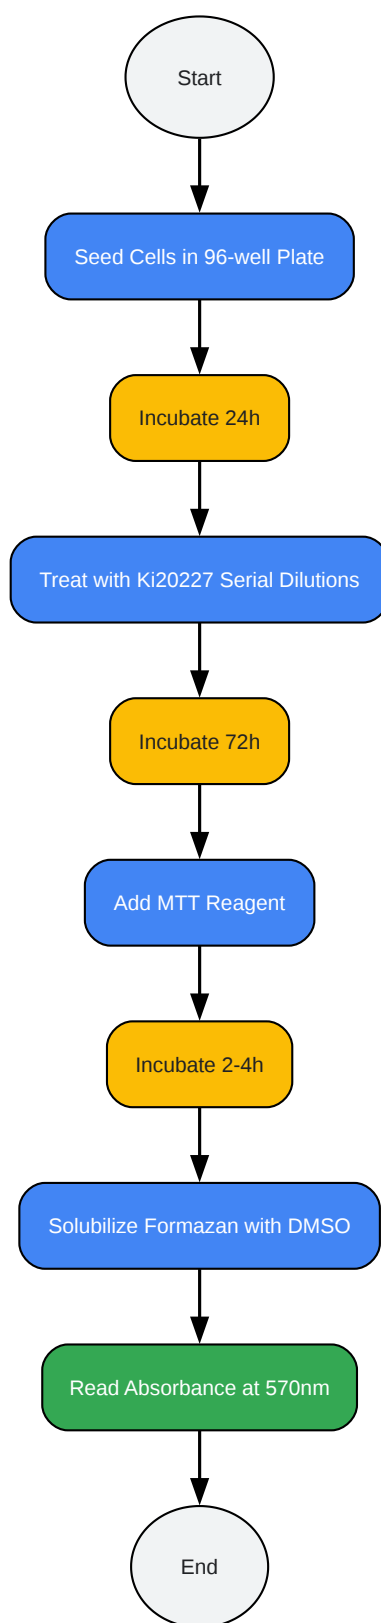 Start
Seed Cells in 96-well Plate
Incubate 24h
Treat with Ki20227 Serial Dilutions
Incubate 72h
Add MTT Reagent
Incubate 2-4h
Solubilize Formazan with DMSO
Read Absorbance at 570nm
End